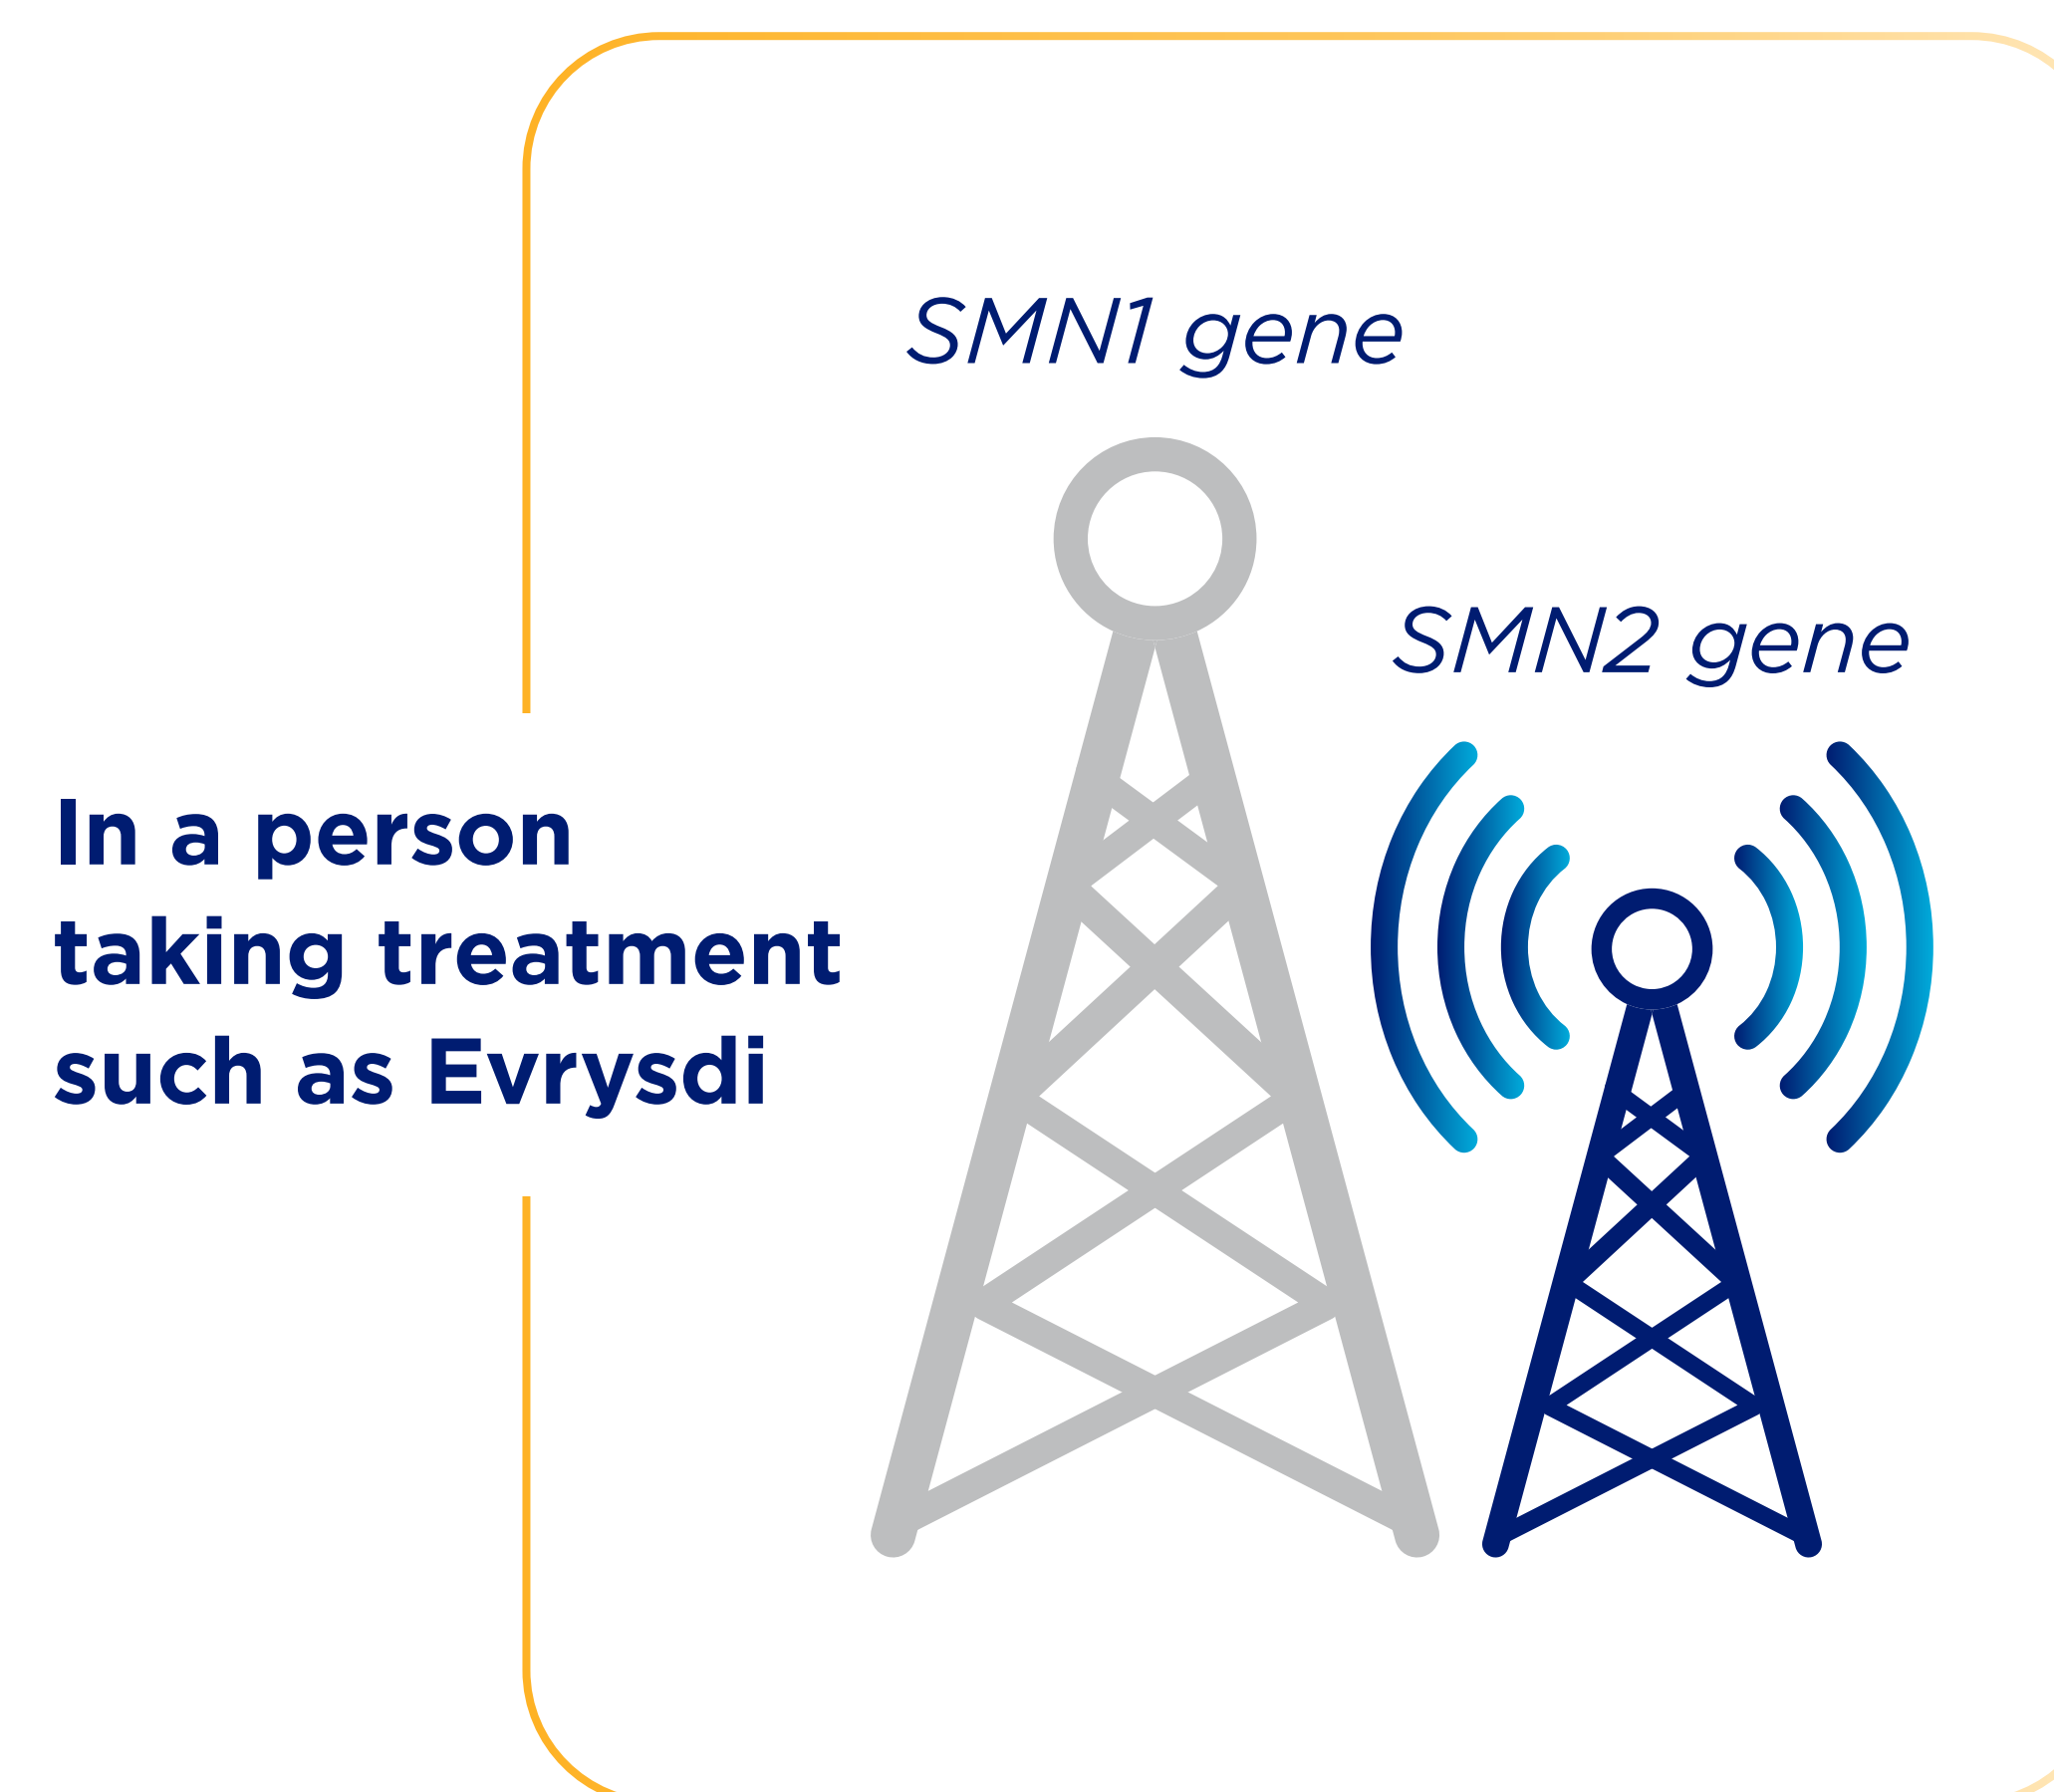 SMN1 gene
SMN2 gene
In a person
taking treatment
such as Evrysdi